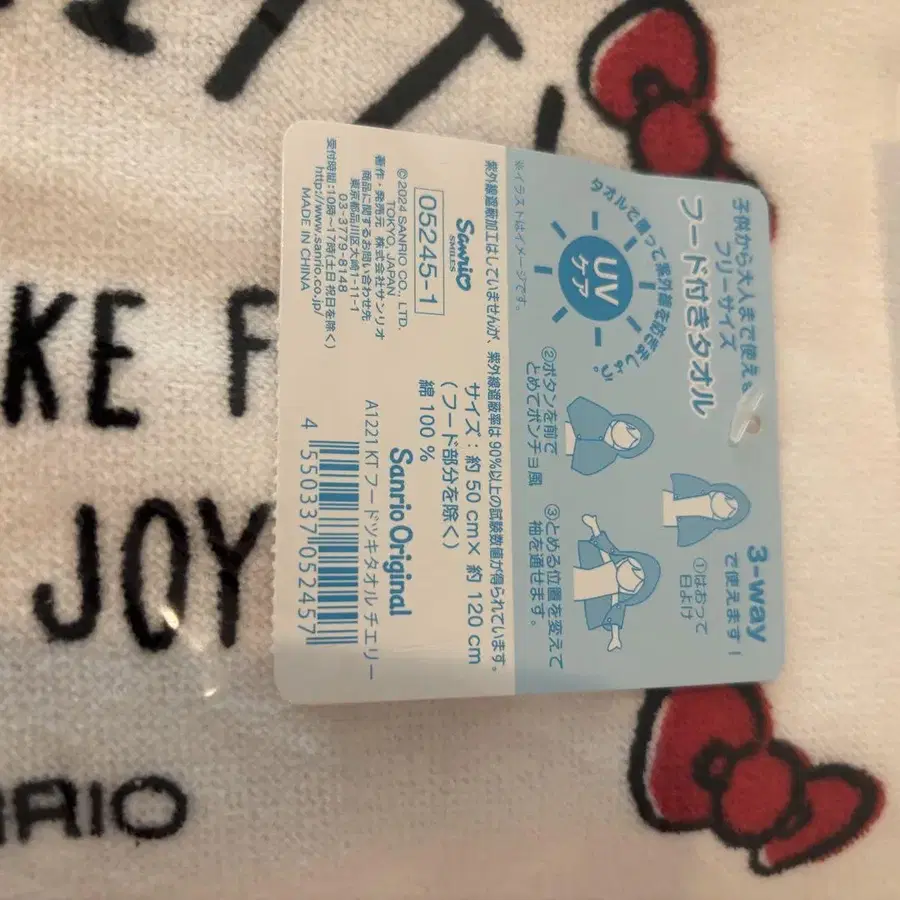 子供から大人まで使える
フリーサイズ
フード付きタオル
3-way
で使えます!
①はおって
日よけ
タオルで覆って紫外線を防ぎましょう。
UV
ケア
②ボタンを前で
とめてポンチョ風
③とめる位置を変えて
袖を通せます。
※イラストはイメージです。
紫外線遮蔽加工はしていませんが、紫外線遮蔽率は90%以上の試験数値が得られています。
サイズ:約50cm×約120cm
(フード部分を除く)
綿100%
Sanrio
SMILES
05245-1
©2024 SANRIO CO., LTD.
TOKYO, JAPAN
著作・発売元 株式会社サンリオ
商品に関するお問い合わせ先
東京都品川区大崎1-11-1
03-3779-8148
受付時間:10時~17時(土日祝日を除く)
http://www.sanrio.co.jp/
MADE IN CHINA
Sanrio Original
A1221 KT フードツキタオル チエリー
4 550337 052457
KE F
JOY
RIO